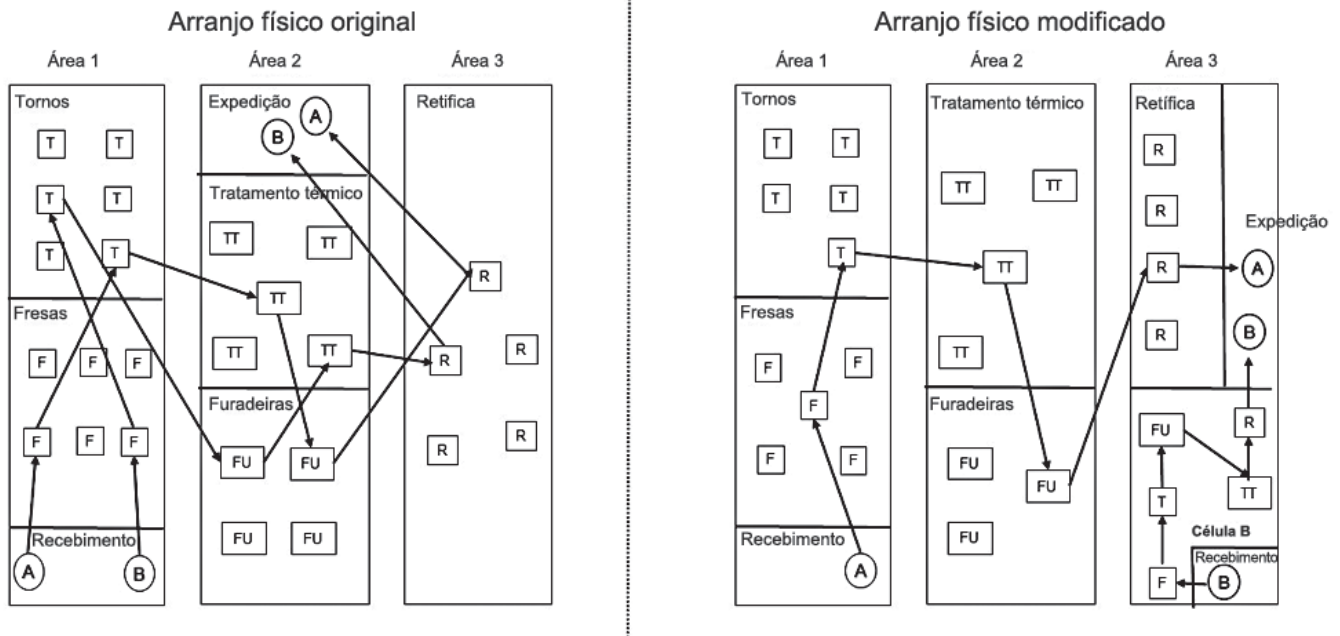 Arranjo físico original
Área 1
Área 2
Área 3
Tornos
T
T
T
T
T
T
Fresas
F
F
F
F
F
F
Recebimento
A
B
Expedição
A
B
Tratamento térmico
TT
TT
TT
TT
TT
Furadeiras
FU
FU
FU
FU
Retifica
R
R
R
R
R
Arranjo físico modificado
Área 1
Área 2
Área 3
Tornos
T
T
T
T
T
Fresas
F
F
F
F
F
Recebimento
A
Tratamento térmico
TT
TT
TT
TT
Furadeiras
FU
FU
FU
Retífica
R
R
R
R
Expedição
A
B
FU
R
T
TT
Célula B
Recebimento
F
B